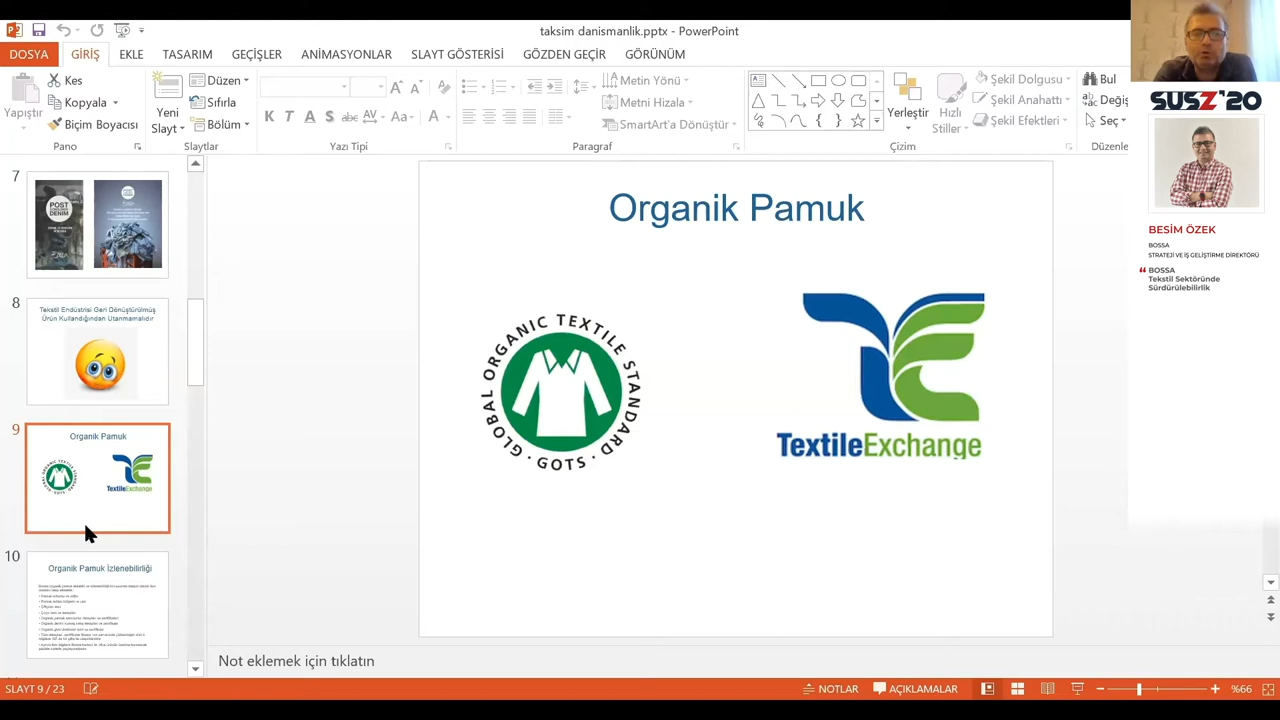 taksim danismanlik.pptx - PowerPoint
DOSYA GİRİŞ EKLE TASARIM GEÇİŞLER ANİMASYONLAR SLAYT GÖSTERİSİ GÖZDEN GEÇİR GÖRÜNÜM
Yapıştır
Kes
Kopyala
Biçim Boyacısı
Pano
Yeni
Slayt
Düzen
Sıfırla
Bölüm
Slaytlar
K T A S abc AV Aa A
Yazı Tipi
Metin Yönü
Metni Hizala
SmartArt'a Dönüştür
Paragraf
Yerleştir
Hızlı
Stiller
Şekil Dolgusu
Şekil Anahattı
Şekil Efektleri
Çizim
Bul
Değiş
Seç
Düzenle
SUSZ'20
BESİM ÖZEK
BOSSA
STRATEJİ VE İŞ GELİŞTİRME DİREKTÖRÜ
BOSSA
Tekstil Sektöründe
Sürdürülebilirlik
7
POST
DENIM
8
Tekstil Endüstrisi Geri Dönüştürülmüş
Ürün Kullandığından Utanmamalıdır
9
Organik Pamuk
TextileExchange
10
Organik Pamuk İzlenebilirliği
Organik Pamuk
GLOBAL ORGANIC TEXTILE STANDARD
· GOTS ·
TextileExchange
Not eklemek için tıklatın
SLAYT 9 / 23
NOTLAR
AÇIKLAMALAR
%66